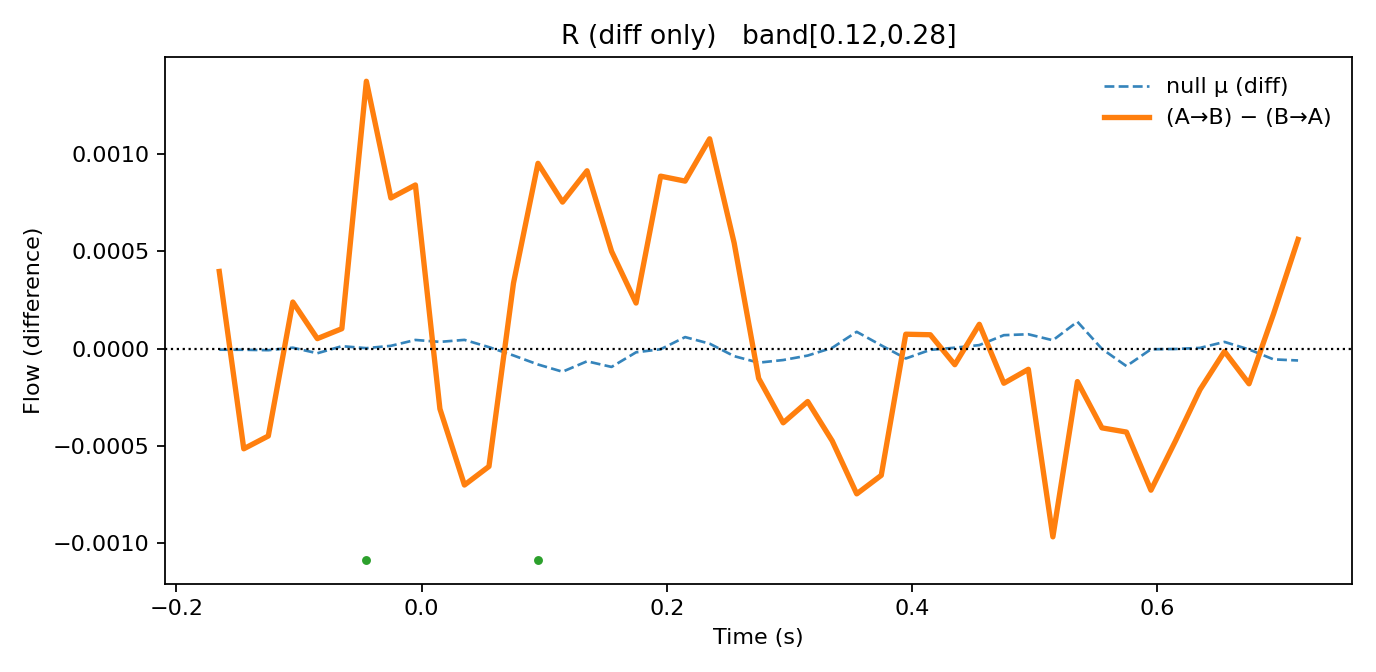 R (diff only)   band[0.12,0.28]
null μ (diff)
(A→B) − (B→A)
Flow (difference)
0.0010
0.0005
0.0000
−0.0005
−0.0010
−0.2
0.0
0.2
0.4
0.6
Time (s)